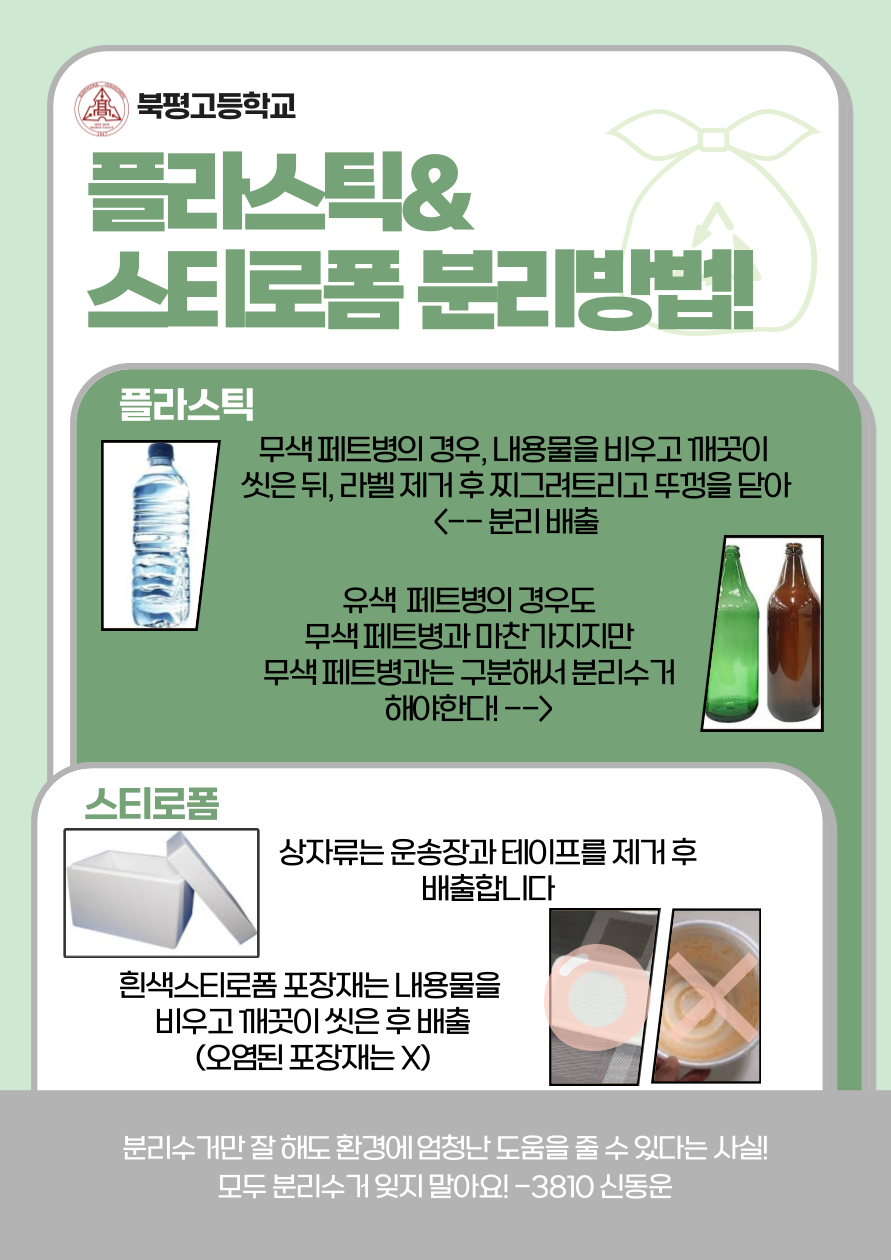 북평고등학교
플라스틱&
스티로폼 분리방법!
플라스틱
무색 페트병의 경우, 내용물을 비우고 깨끗이
씻은 뒤, 라벨 제거 후 찌그려트리고 뚜껑을 닫아
<-- 분리 배출
유색 페트병의 경우도
무색 페트병과 마찬가지지만
무색 페트병과는 구분해서 분리수거
해야한다! -->
스티로폼
상자류는 운송장과 테이프를 제거 후
배출합니다
흰색스티로폼 포장재는 내용물을
비우고 깨끗이 씻은 후 배출
(오염된 포장재는 X)
분리수거만 잘 해도 환경에 엄청난 도움을 줄 수 있다는 사실!
모두 분리수거 잊지 말아요! -3810 신동운